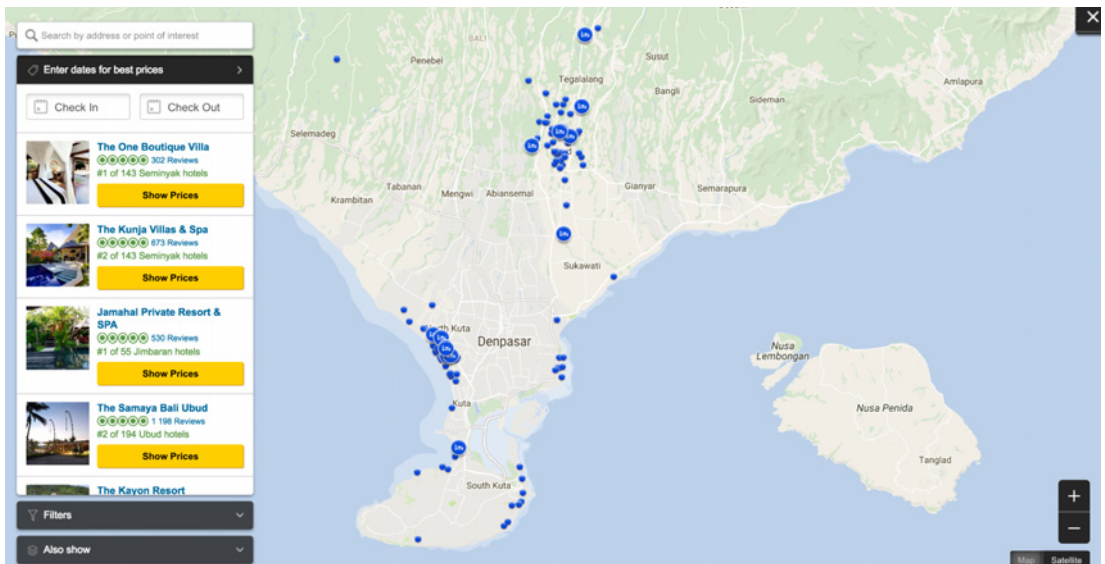 Search by address or point of interest
Enter dates for best prices
Check In
Check Out
The One Boutique Villa
302 Reviews
#1 of 143 Seminyak hotels
Show Prices
The Kunja Villas & Spa
673 Reviews
#2 of 143 Seminyak hotels
Show Prices
Jamahal Private Resort &
SPA
530 Reviews
#1 of 55 Jimbaran hotels
Show Prices
The Samaya Bali Ubud
1 198 Reviews
#2 of 194 Ubud hotels
Show Prices
The Kayon Resort
Filters
Also show
BALI
Penebel
Susut
Tegalalang
Bangli
Amlapura
Sideman
Selemadeg
Tabanan
Mengwi
Abiansemal
Gianyar
Semarapura
Krambitan
Sukawati
Kuta
Denpasar
Nusa
Lembongan
Kuta
Nusa Penida
Tanglad
South Kuta
+
−
Map
Satellite